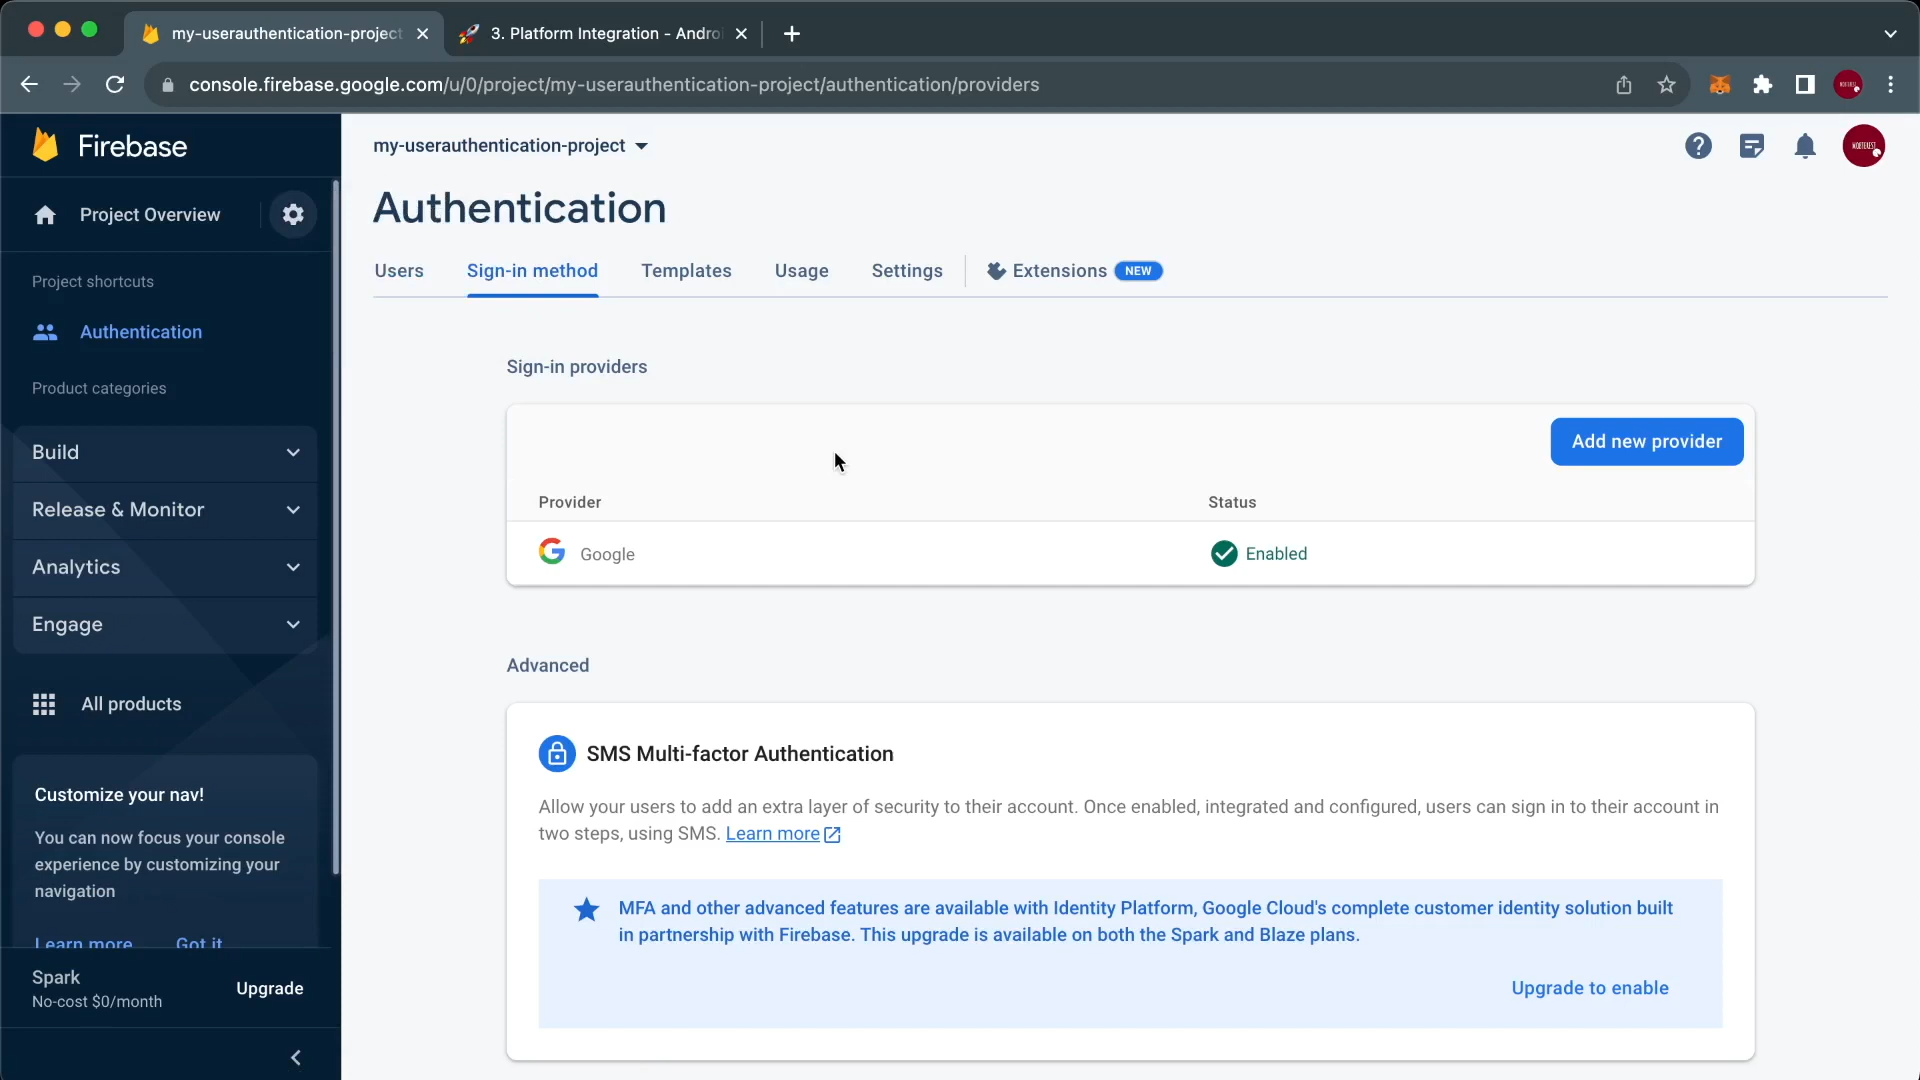 my-userauthentication-project
3. Platform Integration - Andro
console.firebase.google.com/u/0/project/my-userauthentication-project/authentication/providers
Firebase
Project Overview
Project shortcuts
Authentication
Product categories
Build
Release & Monitor
Analytics
Engage
All products
Customize your nav!
You can now focus your console
experience by customizing your
navigation
Learn more
Got it
Spark
No-cost $0/month
Upgrade
my-userauthentication-project
Authentication
Users
Sign-in method
Templates
Usage
Settings
Extensions
NEW
Sign-in providers
Add new provider
Provider
Status
Google
Enabled
Advanced
SMS Multi-factor Authentication
Allow your users to add an extra layer of security to their account. Once enabled, integrated and configured, users can sign in to their account in
two steps, using SMS. Learn more
MFA and other advanced features are available with Identity Platform, Google Cloud's complete customer identity solution built
in partnership with Firebase. This upgrade is available on both the Spark and Blaze plans.
Upgrade to enable